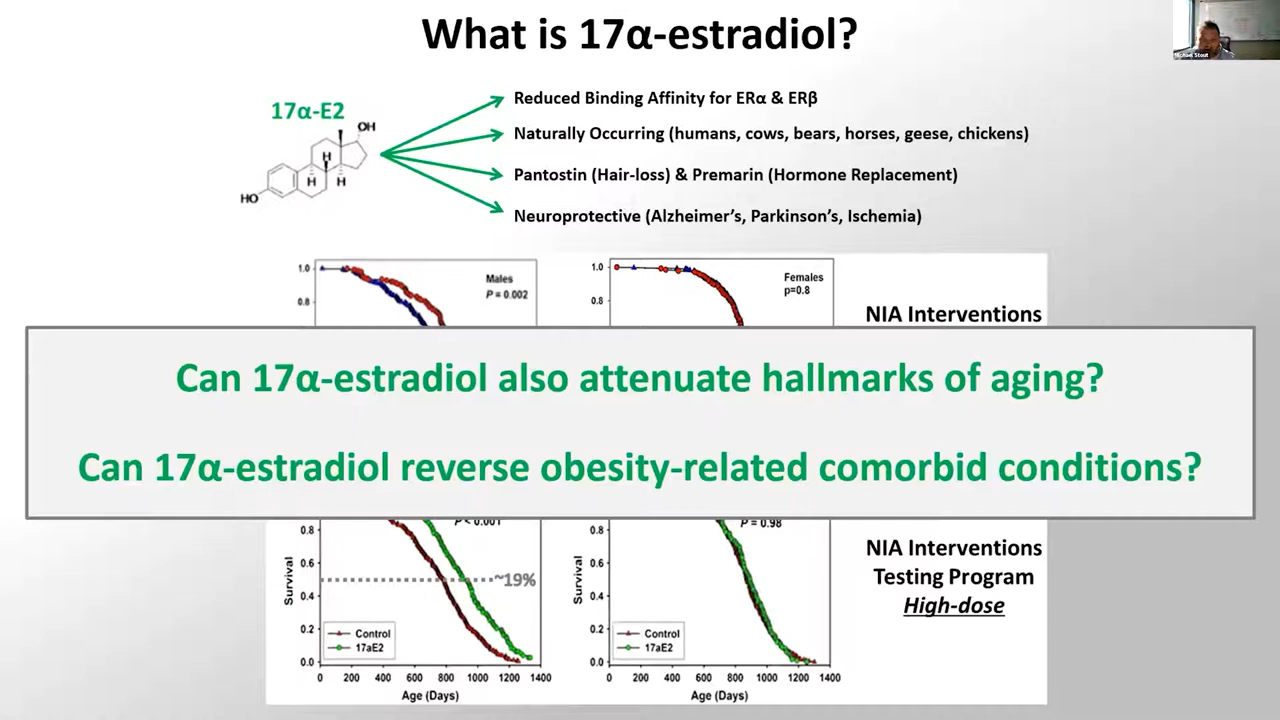 What is 17α-estradiol?
Michael Stout
17α-E2
OH
H
H
H
HO
Reduced Binding Affinity for ERα & ERβ
Naturally Occurring (humans, cows, bears, horses, geese, chickens)
Pantostin (Hair-loss) & Premarin (Hormone Replacement)
Neuroprotective (Alzheimer's, Parkinson's, Ischemia)
1.0
0.8
Males
P = 0.002
1.0
0.8
Females
p=0.8
NIA Interventions
Can 17α-estradiol also attenuate hallmarks of aging?
Can 17α-estradiol reverse obesity-related comorbid conditions?
P < 0.001
0.8
0.6
0.4
0.2
0.0
Survival
~19%
Control
17aE2
0 200 400 600 800 1000 1200 1400
Age (Days)
P = 0.98
0.8
0.6
0.4
0.2
0.0
Survival
Control
17aE2
0 200 400 600 800 1000 1200 1400
Age (Days)
NIA Interventions
Testing Program
High-dose